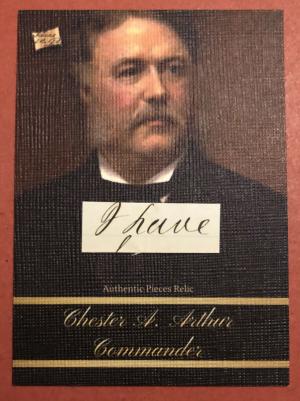 I have
Authentic Pieces Relic
Chester A. Arthur
Commander